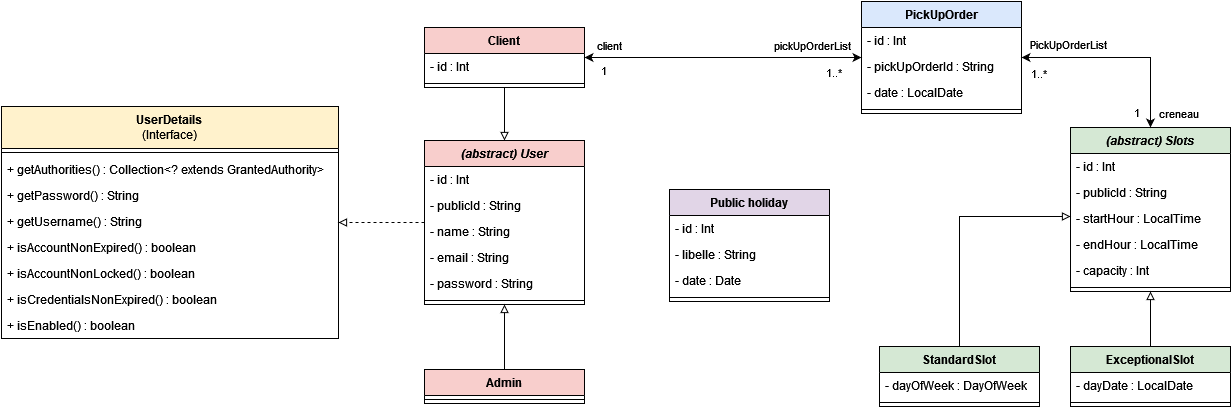 PickUpOrder
- id : Int
- pickUpOrderId : String
- date : LocalDate
Client
- id : Int
client
1
pickUpOrderList
1..*
PickUpOrderList
1..*
1
creneau
UserDetails
(Interface)
+ getAuthorities() : Collection<? extends GrantedAuthority>
+ getPassword() : String
+ getUsername() : String
+ isAccountNonExpired() : boolean
+ isAccountNonLocked() : boolean
+ isCredentialsNonExpired() : boolean
+ isEnabled() : boolean
(abstract) User
- id : Int
- publicId : String
- name : String
- email : String
- password : String
Public holiday
- id : Int
- libelle : String
- date : Date
(abstract) Slots
- id : Int
- publicId : String
- startHour : LocalTime
- endHour : LocalTime
- capacity : Int
Admin
StandardSlot
- dayOfWeek : DayOfWeek
ExceptionalSlot
- dayDate : LocalDate